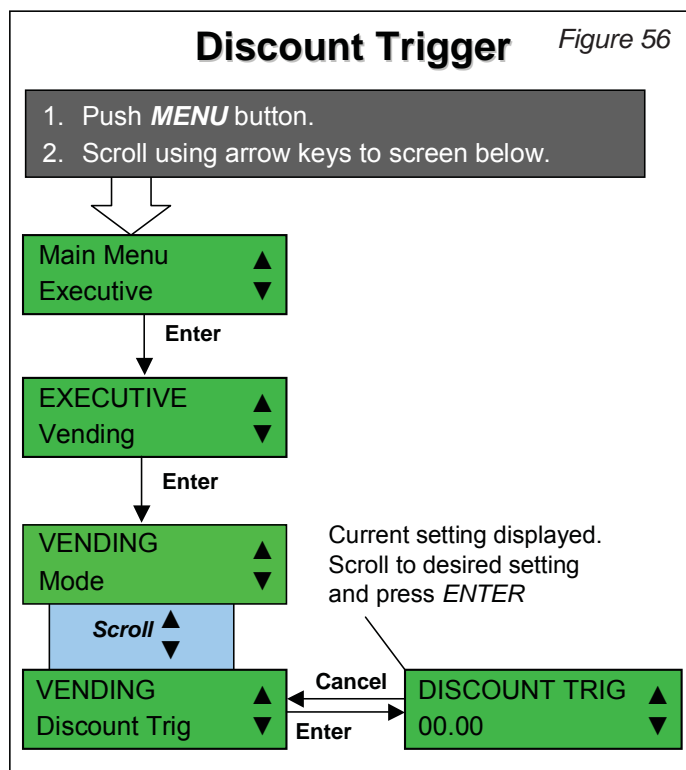 Discount Trigger
Figure 56
1. Push MENU button.
2. Scroll using arrow keys to screen below.
Main Menu ▲
Executive ▼
Enter
EXECUTIVE ▲
Vending ▼
Enter
VENDING ▲
Mode ▼
Current setting displayed.
Scroll to desired setting
and press ENTER
Scroll ▲
▼
VENDING ▲
Discount Trig ▼
Cancel
Enter
DISCOUNT TRIG ▲
00.00 ▼